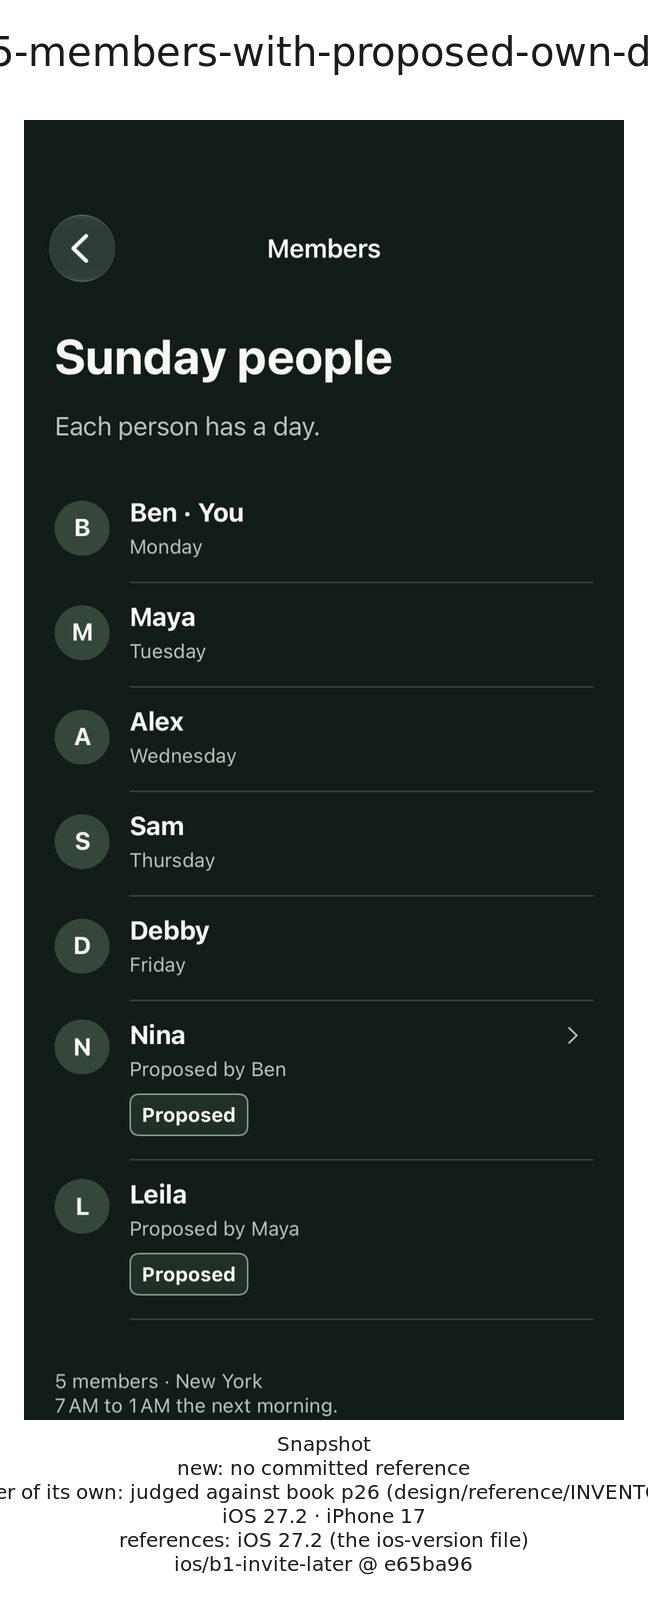 5-members-with-proposed-own-d
Members
Sunday people
Each person has a day.
B
Ben · You
Monday
M
Maya
Tuesday
A
Alex
Wednesday
S
Sam
Thursday
D
Debby
Friday
N
Nina
Proposed by Ben
Proposed
L
Leila
Proposed by Maya
Proposed
5 members · New York
7 AM to 1 AM the next morning.
Snapshot
new: no committed reference
er of its own: judged against book p26 (design/reference/INVENTO
iOS 27.2 · iPhone 17
references: iOS 27.2 (the ios-version file)
ios/b1-invite-later @ e65ba96